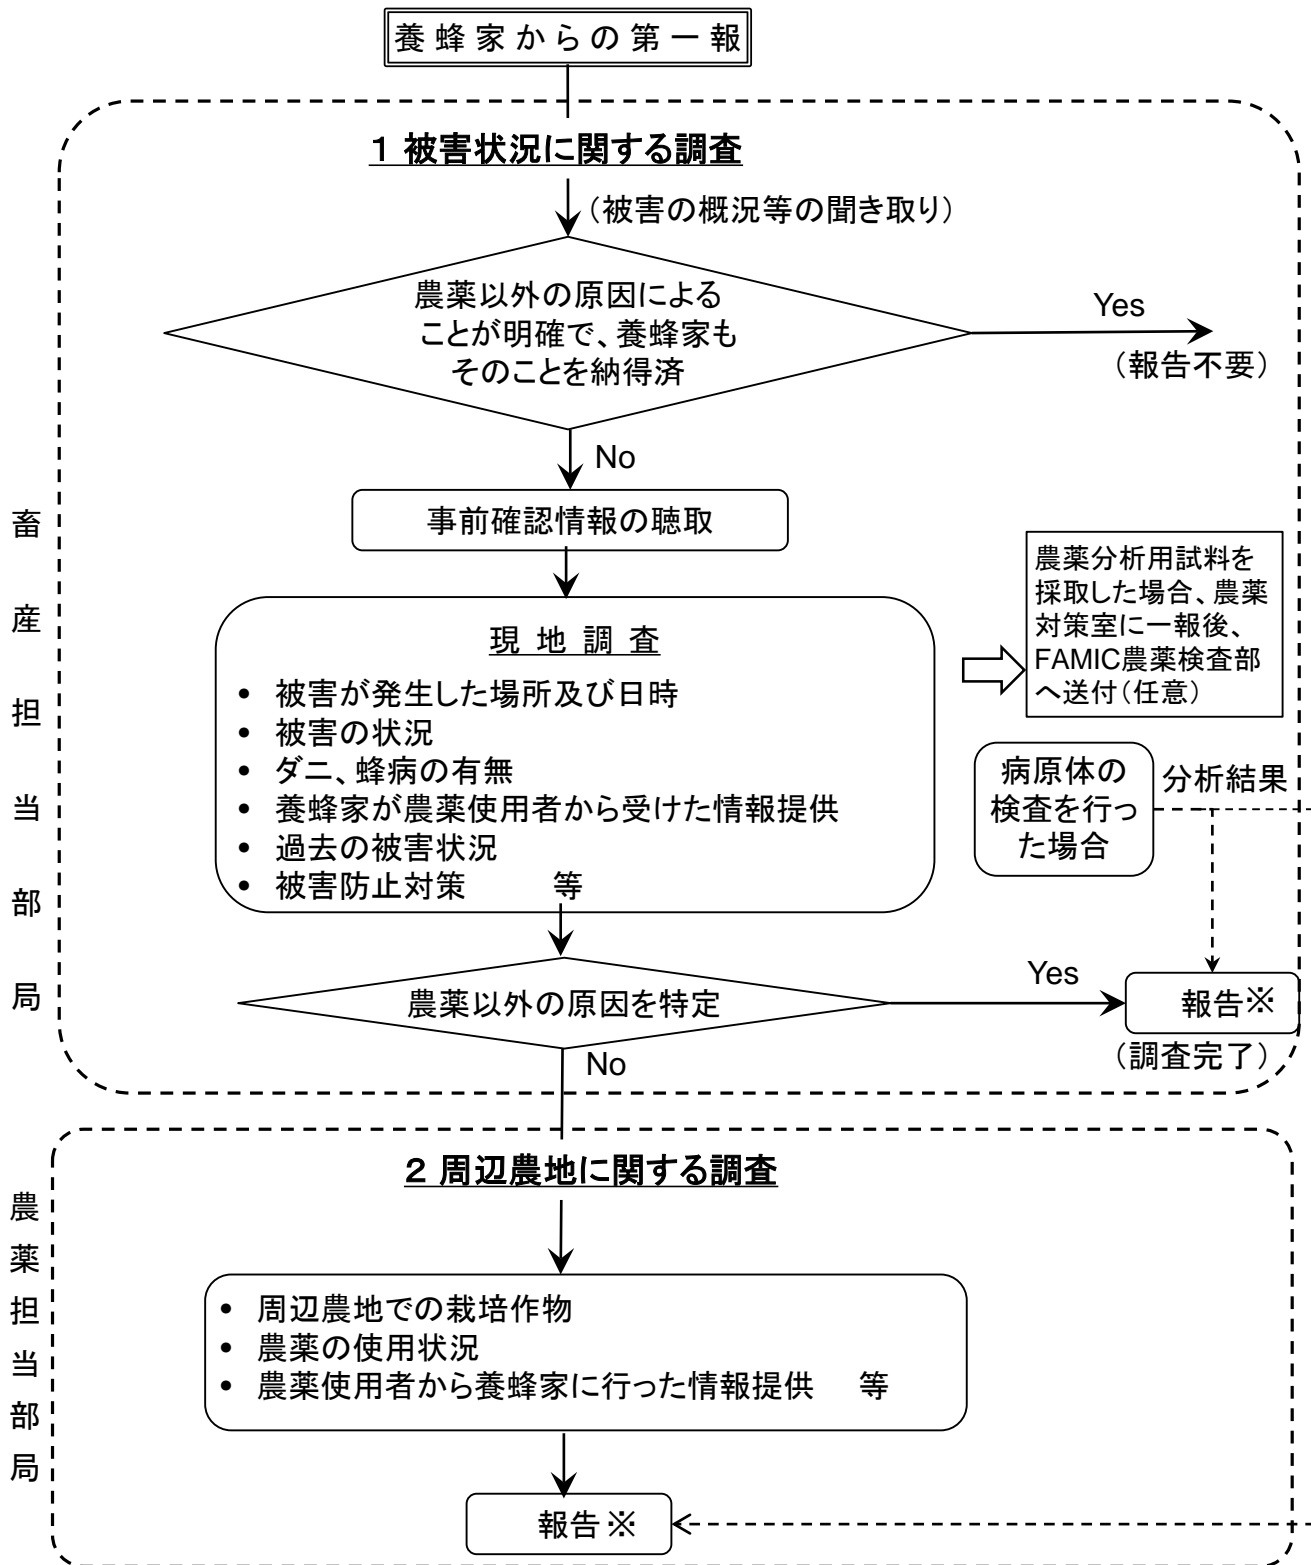 養蜂家からの第一報
1 被害状況に関する調査
(被害の概況等の聞き取り)
農薬以外の原因による
ことが明確で、養蜂家も
そのことを納得済
Yes
(報告不要)
No
事前確認情報の聴取
畜産担当部局
現地調査
• 被害が発生した場所及び日時
• 被害の状況
• ダニ、蜂病の有無
• 養蜂家が農薬使用者から受けた情報提供
• 過去の被害状況
• 被害防止対策 等
農薬分析用試料を
採取した場合、農薬
対策室に一報後、
FAMIC農薬検査部
へ送付(任意)
病原体の
検査を行っ
た場合
分析結果
農薬以外の原因を特定
Yes
報告※
(調査完了)
No
2 周辺農地に関する調査
農薬担当部局
• 周辺農地での栽培作物
• 農薬の使用状況
• 農薬使用者から養蜂家に行った情報提供 等
報告※